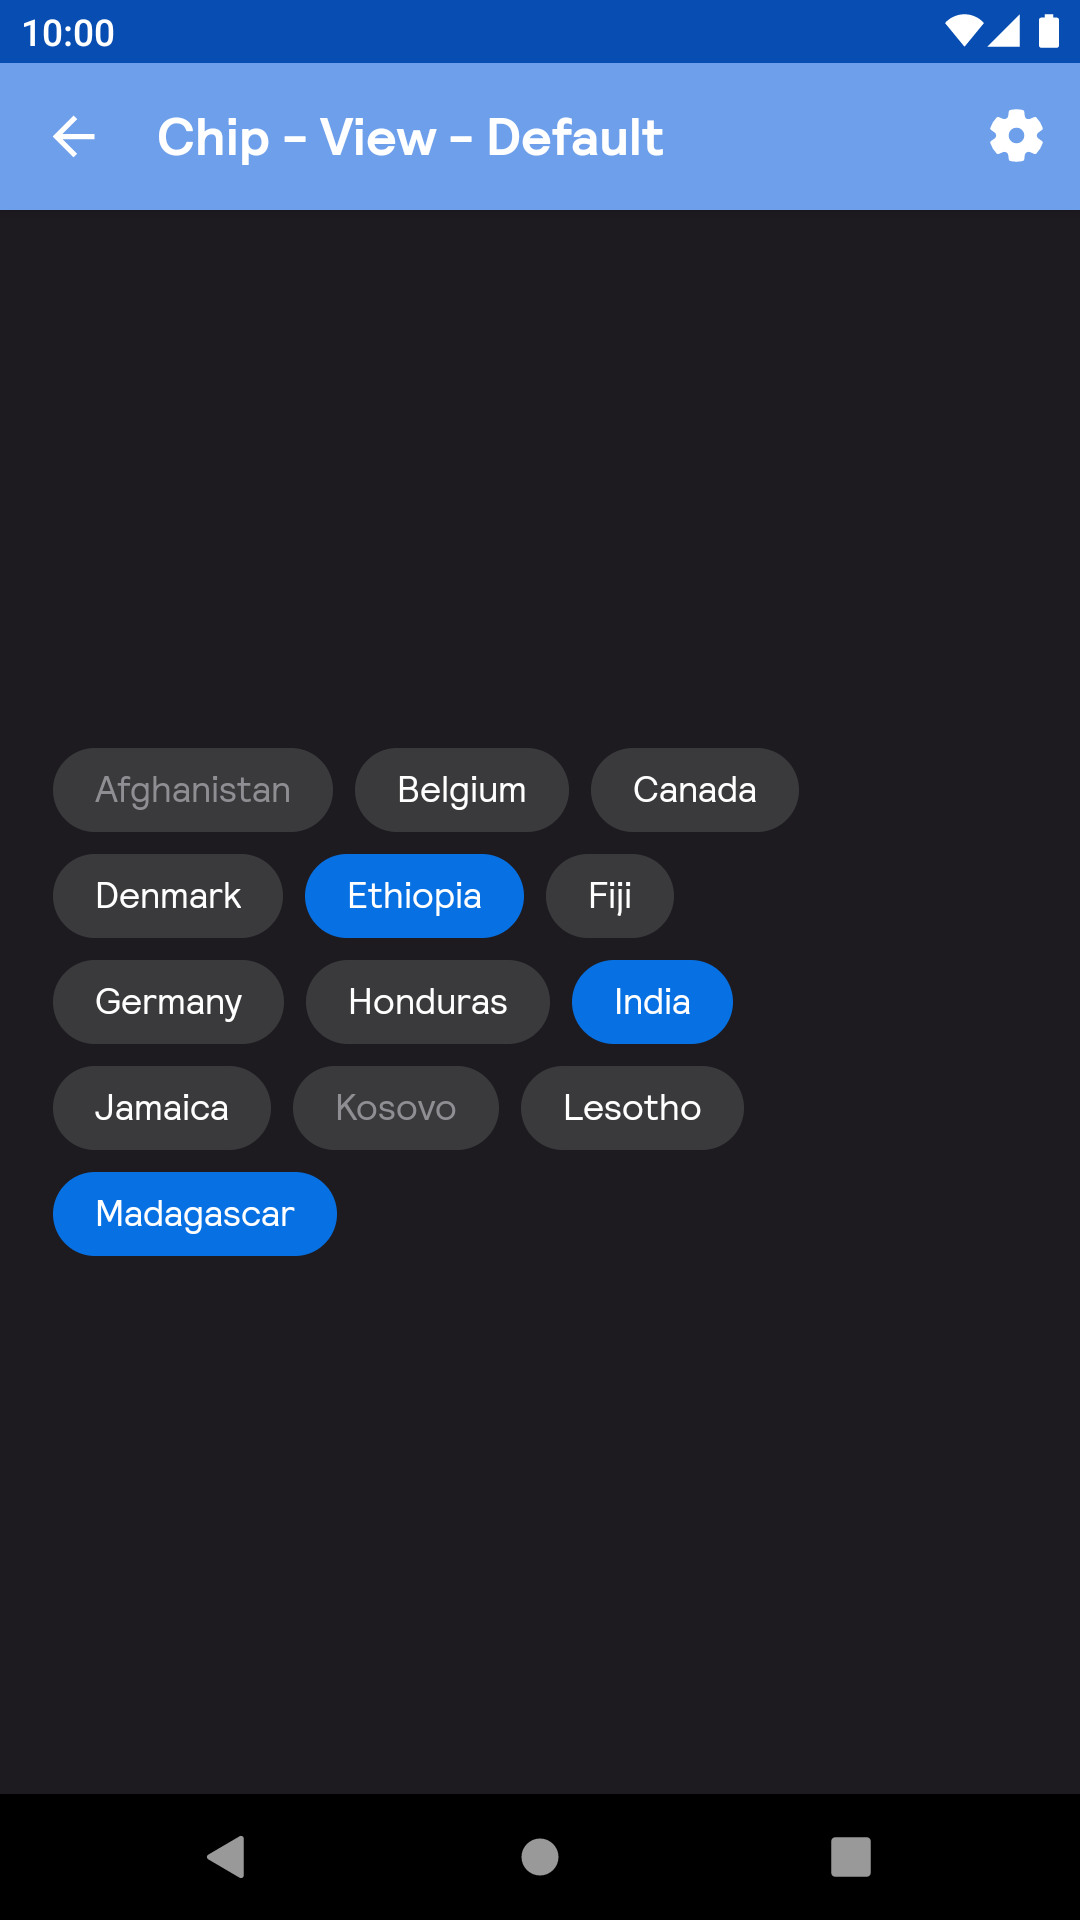 10:00
Chip - View - Default
Afghanistan Belgium Canada
Denmark Ethiopia Fiji
Germany Honduras India
Jamaica Kosovo Lesotho
Madagascar